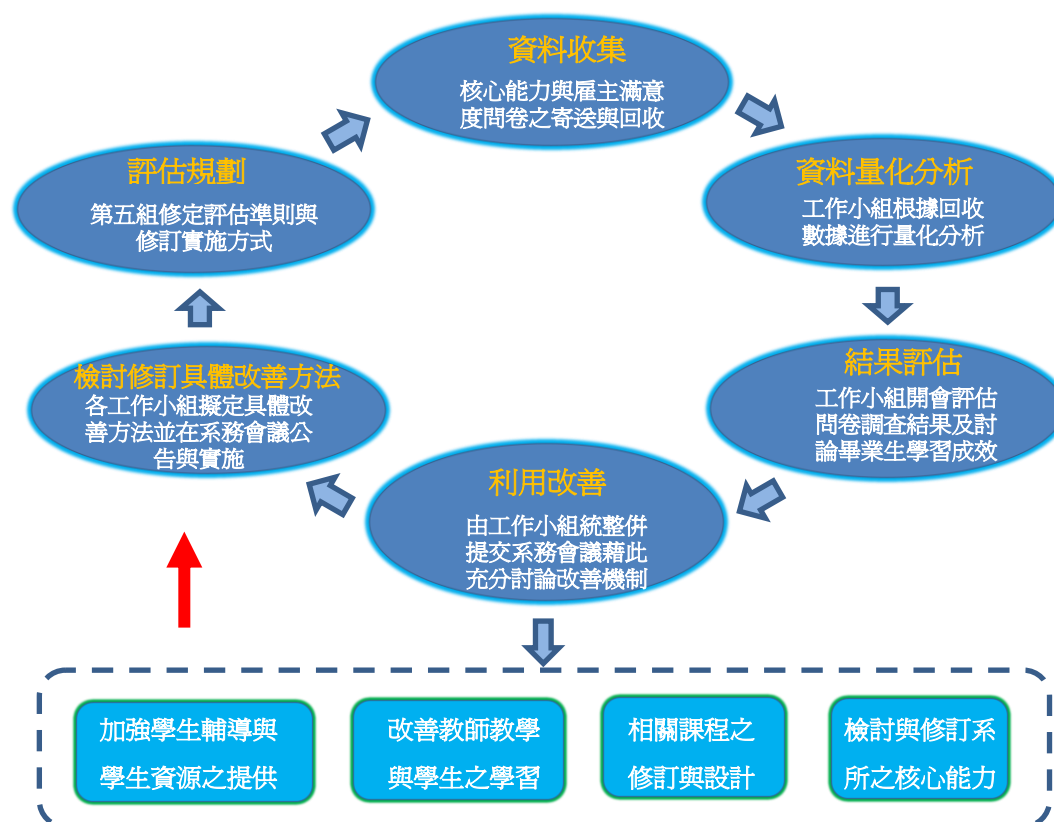 資料收集
核心能力與雇主滿意
度問卷之寄送與回收
資料量化分析
工作小組根據回收
數據進行量化分析
結果評估
工作小組開會評估
問卷調查結果及討
論畢業生學習成效
利用改善
由工作小組統整併
提交系務會議藉此
充分討論改善機制
檢討修訂具體改善方法
各工作小組擬定具體改
善方法並在系務會議公
告與實施
評估規劃
第五組修定評估準則與
修訂實施方式
加強學生輔導與
學生資源之提供
改善教師教學
與學生之學習
相關課程之
修訂與設計
檢討與修訂系
所之核心能力